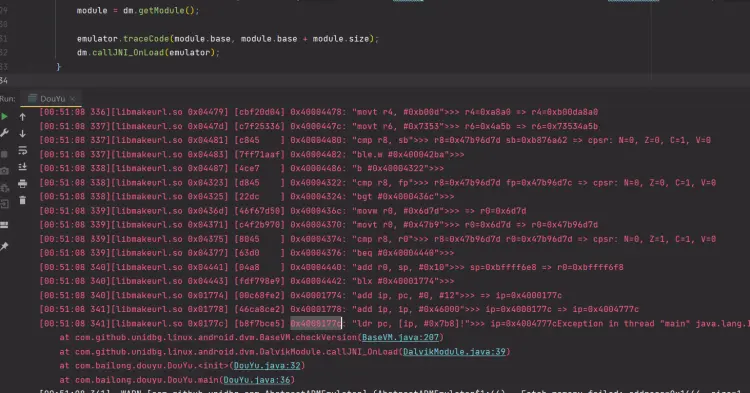 29 module = dm.getModule();
30
31 emulator.traceCode(module.base, module.base + module.size);
32 dm.callJNI_OnLoad(emulator);
33 }
34
Run: DouYu ×
[00:51:08 336][libmakeurl.so 0x04479] [cbf20d04] 0x40004478: "movt r4, #0xb00d">>> r4=0xa8a0 => r4=0xb00da8a0
[00:51:08 337][libmakeurl.so 0x0447d] [c7f25336] 0x4000447c: "movt r6, #0x7353">>> r6=0x4a5b => r6=0x73534a5b
[00:51:08 337][libmakeurl.so 0x04481] [c845 ] 0x40004480: "cmp r8, sb">>> r8=0x47b96d7d sb=0xb876a62 => cpsr: N=0, Z=0, C=1, V=0
[00:51:08 337][libmakeurl.so 0x04483] [7ff71aaf] 0x40004482: "ble.w #0x400042ba">>>
[00:51:08 338][libmakeurl.so 0x04487] [4ce7 ] 0x40004486: "b #0x40004322">>>
[00:51:08 338][libmakeurl.so 0x04323] [d845 ] 0x40004322: "cmp r8, fp">>> r8=0x47b96d7d fp=0x47b96d7c => cpsr: N=0, Z=0, C=1, V=0
[00:51:08 338][libmakeurl.so 0x04325] [22dc ] 0x40004324: "bgt #0x4000436c">>>
[00:51:08 339][libmakeurl.so 0x0436d] [46f67d50] 0x4000436c: "movw r0, #0x6d7d">>> => r0=0x6d7d
[00:51:08 339][libmakeurl.so 0x04371] [c4f2b970] 0x40004370: "movt r0, #0x47b9">>> r0=0x6d7d => r0=0x47b96d7d
[00:51:08 339][libmakeurl.so 0x04375] [8045 ] 0x40004374: "cmp r8, r0">>> r8=0x47b96d7d r0=0x47b96d7d => cpsr: N=0, Z=1, C=1, V=0
[00:51:08 339][libmakeurl.so 0x04377] [63d0 ] 0x40004376: "beq #0x40004440">>>
[00:51:08 340][libmakeurl.so 0x04441] [04a8 ] 0x40004440: "add r0, sp, #0x10">>> sp=0xbffff6e8 => r0=0xbffff6f8
[00:51:08 340][libmakeurl.so 0x04443] [fdf798e9] 0x40004442: "blx #0x40001774">>>
[00:51:08 340][libmakeurl.so 0x01774] [00c68fe2] 0x40001774: "add ip, pc, #0, #12">>> => ip=0x4000177c
[00:51:08 340][libmakeurl.so 0x01778] [46ca8ce2] 0x40001778: "add ip, ip, #0x46000">>> ip=0x4000177c => ip=0x4004777c
[00:51:08 341][libmakeurl.so 0x0177c] [b8f7bce5] 0x4000177c: "ldr pc, [ip, #0x7b8]!">>> ip=0x4004777cException in thread "main" java.lang.I
at com.github.unidbg.linux.android.dvm.BaseVM.checkVersion(BaseVM.java:207)
at com.github.unidbg.linux.android.dvm.DalvikModule.callJNI_OnLoad(DalvikModule.java:39)
at com.bailong.douyu.DouYu.<init>(DouYu.java:32)
at com.bailong.douyu.DouYu.main(DouYu.java:36)